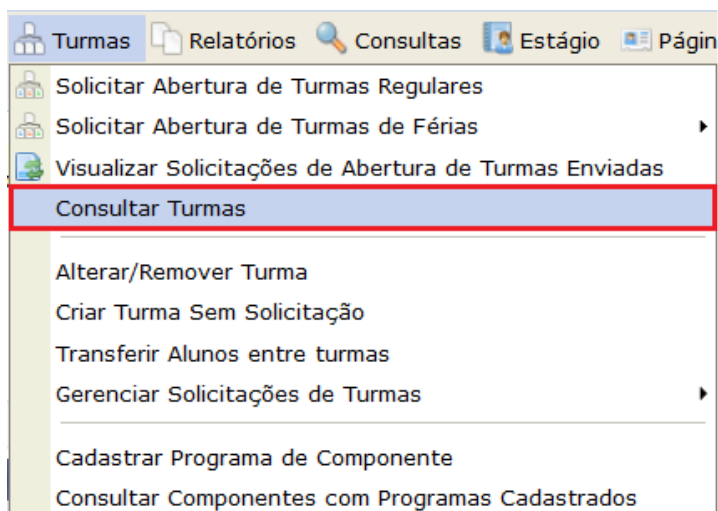 Turmas Relatórios Consultas Estágio Págin
Solicitar Abertura de Turmas Regulares
Solicitar Abertura de Turmas de Férias
Visualizar Solicitações de Abertura de Turmas Enviadas
Consultar Turmas
Alterar/Remover Turma
Criar Turma Sem Solicitação
Transferir Alunos entre turmas
Gerenciar Solicitações de Turmas
Cadastrar Programa de Componente
Consultar Componentes com Programas Cadastrados